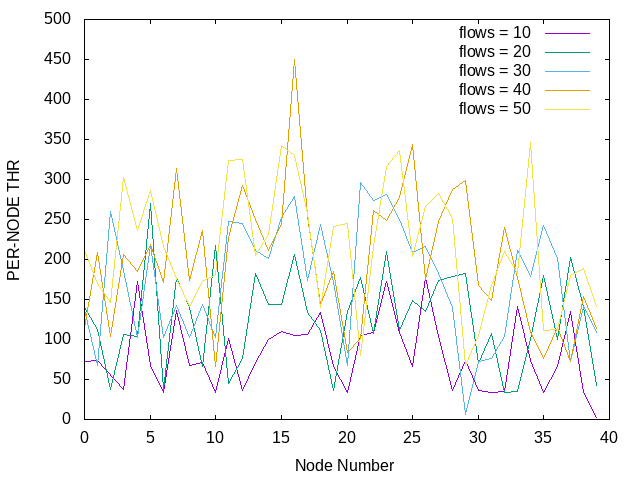 500
450
400
350
300
250
200
150
100
50
0
PER-NODE THR
flows = 10
flows = 20
flows = 30
flows = 40
flows = 50
0 5 10 15 20 25 30 35 40
Node Number